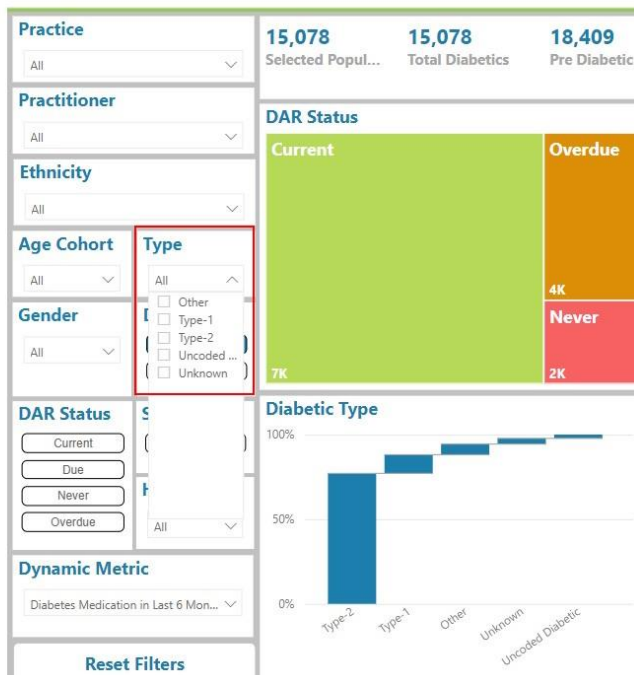 Practice
All
Practitioner
All
Ethnicity
All
Age Cohort
All
Type
All
Other
Type-1
Type-2
Uncoded ...
Unknown
Gender
All
DAR Status
Current
Due
Never
Overdue
All
Dynamic Metric
Diabetes Medication in Last 6 Mon...
Reset Filters
15,078
Selected Popul...
15,078
Total Diabetics
18,409
Pre Diabetic
DAR Status
Current
7K
Overdue
4K
Never
2K
Diabetic Type
100%
50%
0%
Type-2
Type-1
Other
Unknown
Uncoded Diabetic